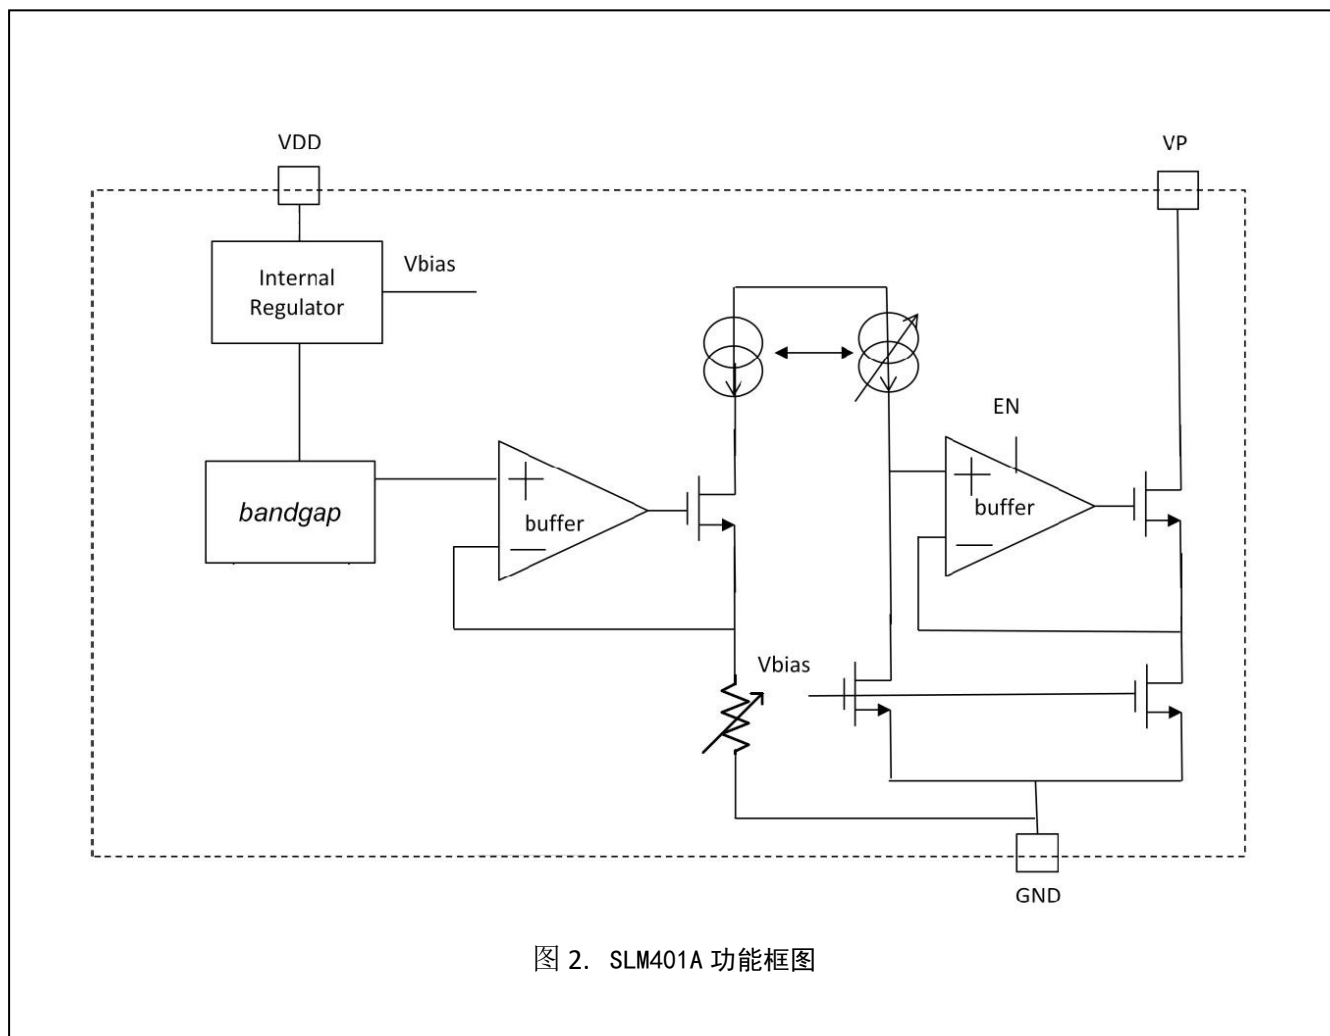 VDD
VP
Internal
Regulator
Vbias
EN
bandgap
buffer
buffer
Vbias
GND
图 2. SLM401A 功能框图